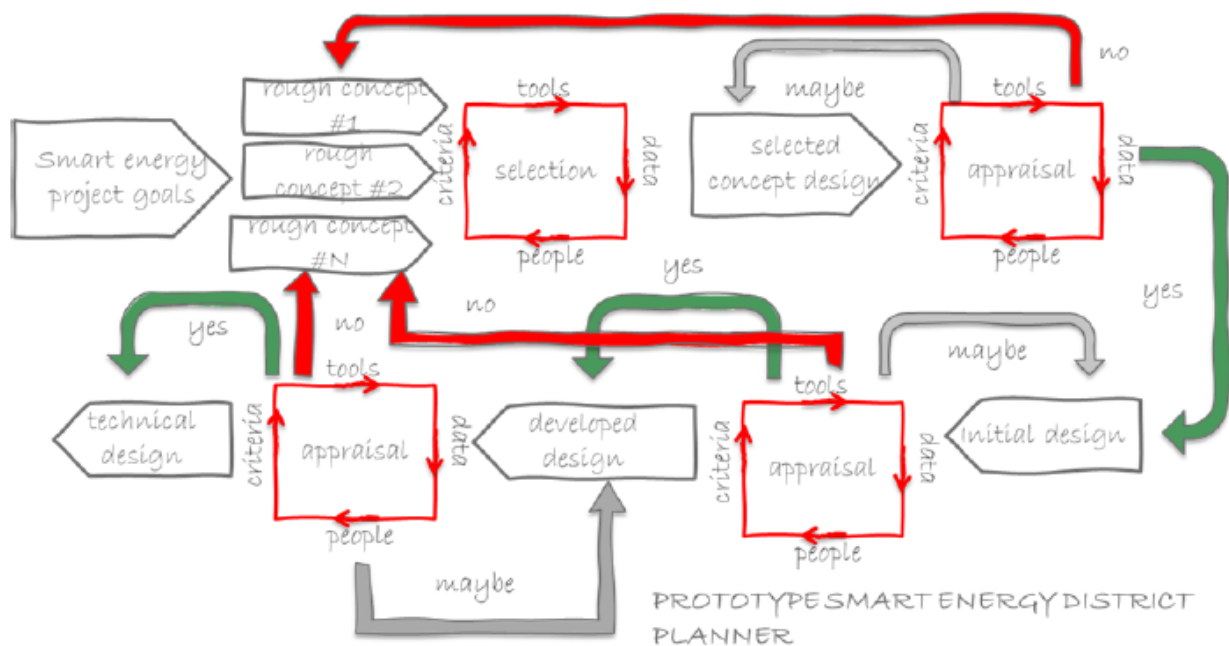 no
rough concept
#1
tools
maybe
tools
Smart energy
project goals
rough
concept #2
criteria
selection
data
selected
concept design
criteria
appraisal
data
rough concept
#N
people
people
yes
no
no
yes
maybe
yes
tools
tools
technical
design
criteria
appraisal
data
developed
design
criteria
appraisal
data
Initial design
people
people
maybe
PROTOTYPE SMART ENERGY DISTRICT
PLANNER